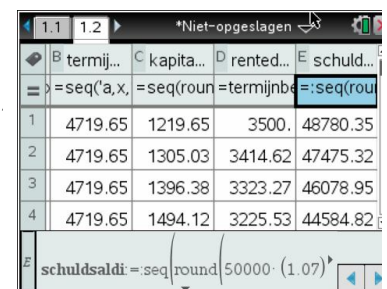 1.1 1.2 *Niet-opgeslagen
B termij... C kapita... D rented... E schuld...
= =seq('a,x, =seq(roun =termijnbe =:seq(rour
1 4719.65 1219.65 3500. 48780.35
2 4719.65 1305.03 3414.62 47475.32
3 4719.65 1396.38 3323.27 46078.95
4 4719.65 1494.12 3225.53 44584.82
E schuldsaldi:=:seq(round(50000·(1.07)